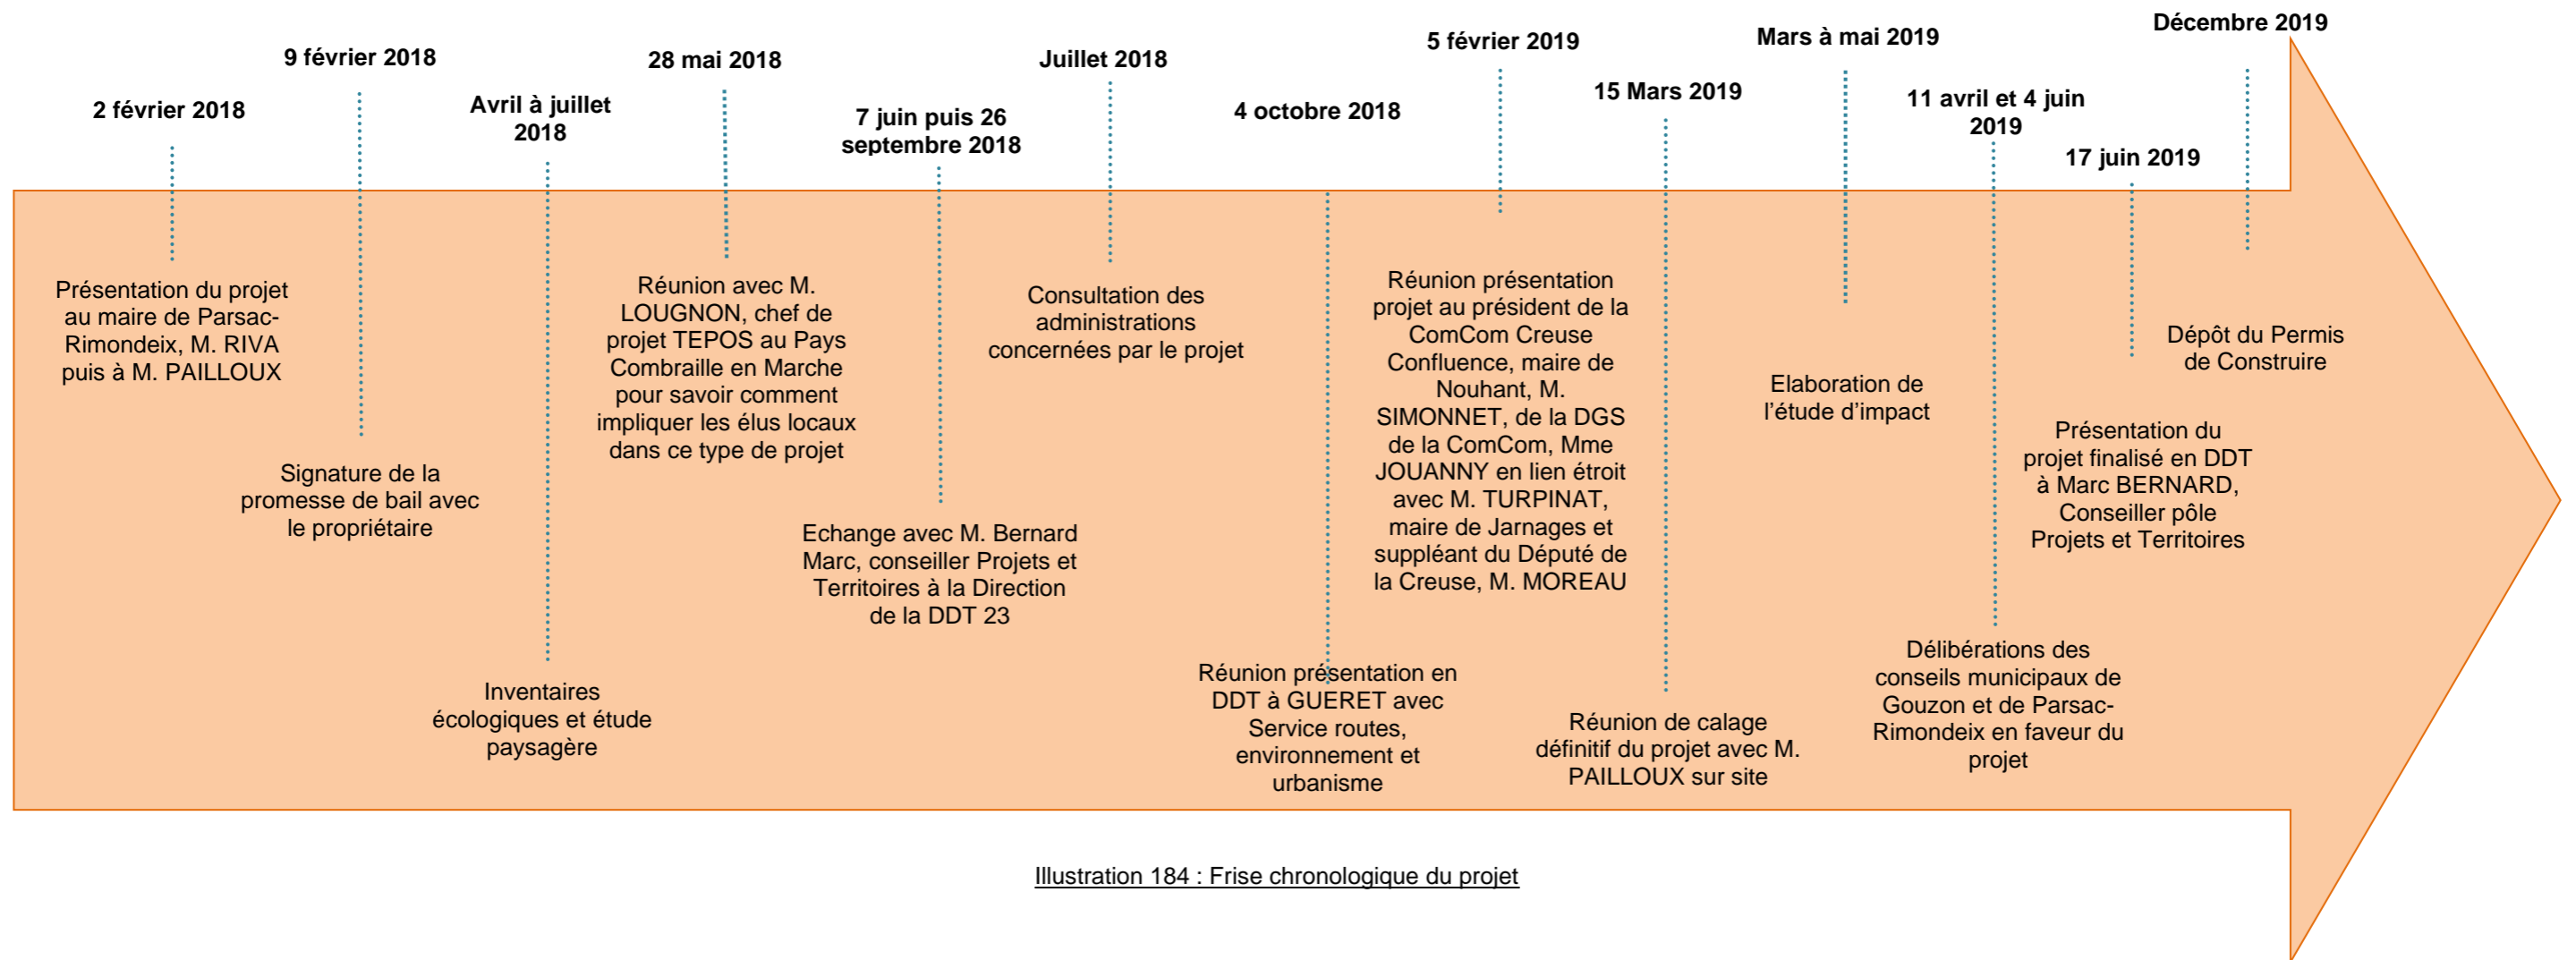 2 février 2018
Présentation du projet
au maire de Parsac-
Rimondeix, M. RIVA
puis à M. PAILLOUX
9 février 2018
Signature de la
promesse de bail avec
le propriétaire
Avril à juillet
2018
Inventaires
écologiques et étude
paysagère
28 mai 2018
Réunion avec M.
LOUGNON, chef de
projet TEPOS au Pays
Combraille en Marche
pour savoir comment
impliquer les élus locaux
dans ce type de projet
7 juin puis 26
septembre 2018
Echange avec M. Bernard
Marc, conseiller Projets et
Territoires à la Direction
de la DDT 23
Juillet 2018
Consultation des
administrations
concernées par le projet
4 octobre 2018
Réunion présentation en
DDT à GUERET avec
Service routes,
environnement et
urbanisme
5 février 2019
Réunion présentation
projet au président de la
ComCom Creuse
Confluence, maire de
Nouhant, M.
SIMONNET, de la DGS
de la ComCom, Mme
JOUANNY en lien étroit
avec M. TURPINAT,
maire de Jarnages et
suppléant du Député de
la Creuse, M. MOREAU
15 Mars 2019
Réunion de calage
définitif du projet avec M.
PAILLOUX sur site
Mars à mai 2019
Elaboration de
l'étude d'impact
11 avril et 4 juin
2019
Délibérations des
conseils municipaux de
Gouzon et de Parsac-
Rimondeix en faveur du
projet
17 juin 2019
Présentation du
projet finalisé en DDT
à Marc BERNARD,
Conseiller pôle
Projets et Territoires
Décembre 2019
Dépôt du Permis
de Construire
Illustration 184 : Frise chronologique du projet